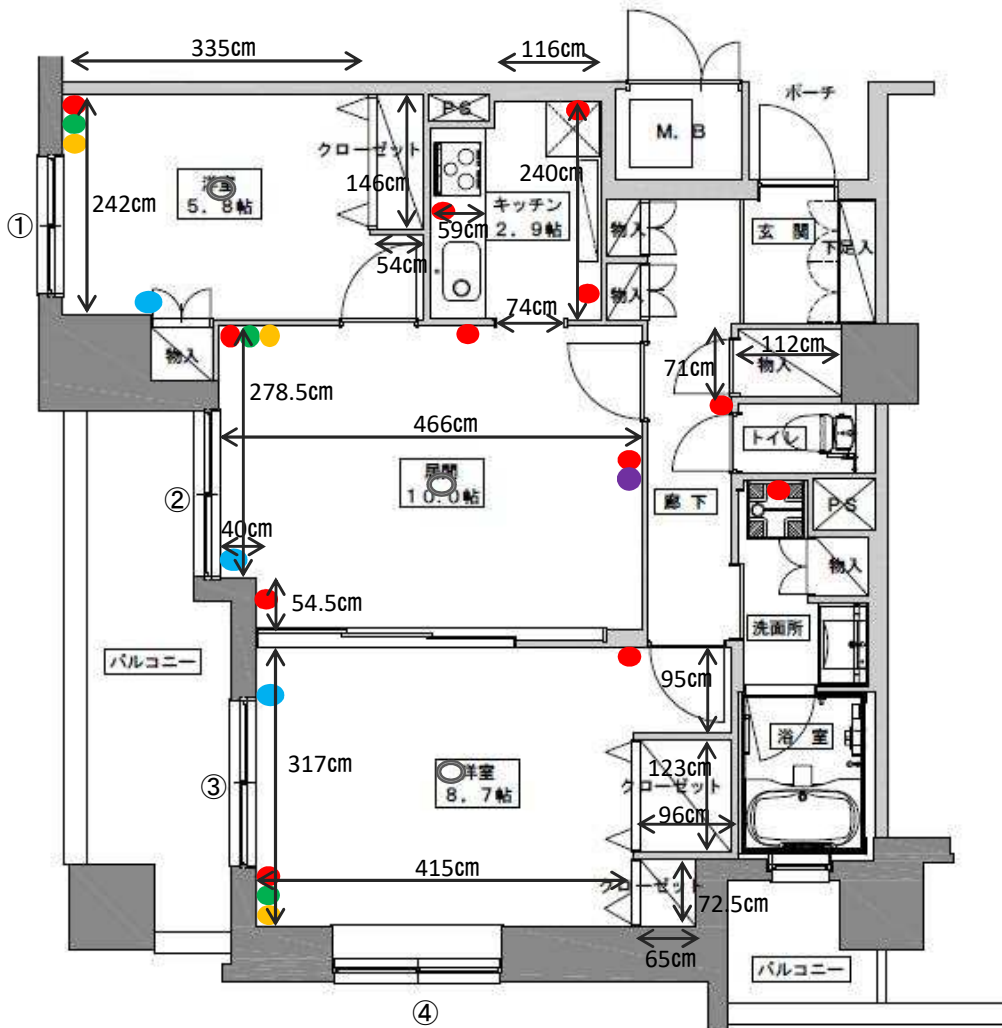 335㎝
116㎝
ポーチ
PS
M.B
クローゼット
146㎝
240㎝
洋室
5.8帖
242㎝
①
キッチン
2.9帖
59㎝
54㎝
物入
玄関
下足入
物入
74㎝
物入
71㎝
112㎝
物入
278.5㎝
466㎝
トイレ
居間
10.0帖
②
廊下
PS
40㎝
物入
54.5㎝
洗面所
バルコニー
95㎝
浴室
317㎝
③
洋室
8.7帖
123㎝
クローゼット
96㎝
415㎝
クローゼット
72.5㎝
65㎝
バルコニー
④